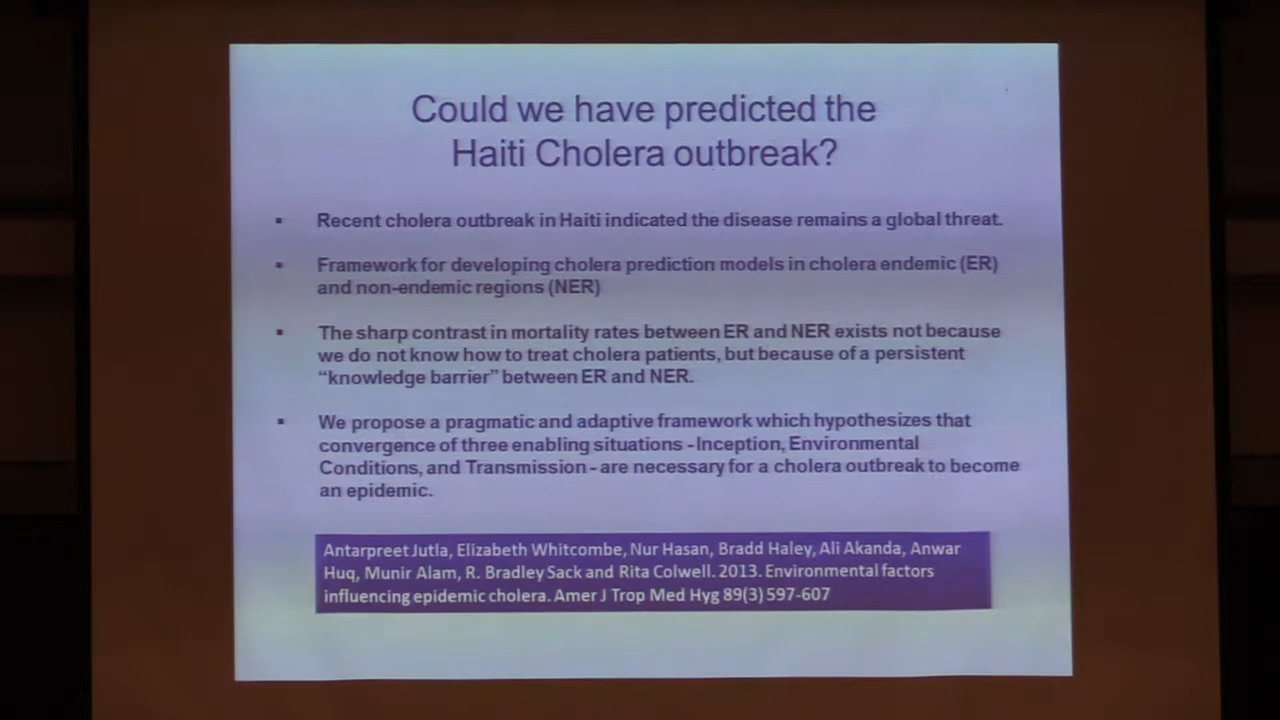 Could we have predicted the
Haiti Cholera outbreak?
▪ Recent cholera outbreak in Haiti indicated the disease remains a global threat.
▪ Framework for developing cholera prediction models in cholera endemic (ER)
and non-endemic regions (NER)
▪ The sharp contrast in mortality rates between ER and NER exists not because
we do not know how to treat cholera patients, but because of a persistent
“knowledge barrier” between ER and NER.
▪ We propose a pragmatic and adaptive framework which hypothesizes that
convergence of three enabling situations - Inception, Environmental
Conditions, and Transmission - are necessary for a cholera outbreak to become
an epidemic.
Antarpreet Jutla, Elizabeth Whitcombe, Nur Hasan, Bradd Haley, Ali Akanda, Anwar
Huq, Munir Alam, R. Bradley Sack and Rita Colwell. 2013. Environmental factors
influencing epidemic cholera. Amer J Trop Med Hyg 89(3) 597-607